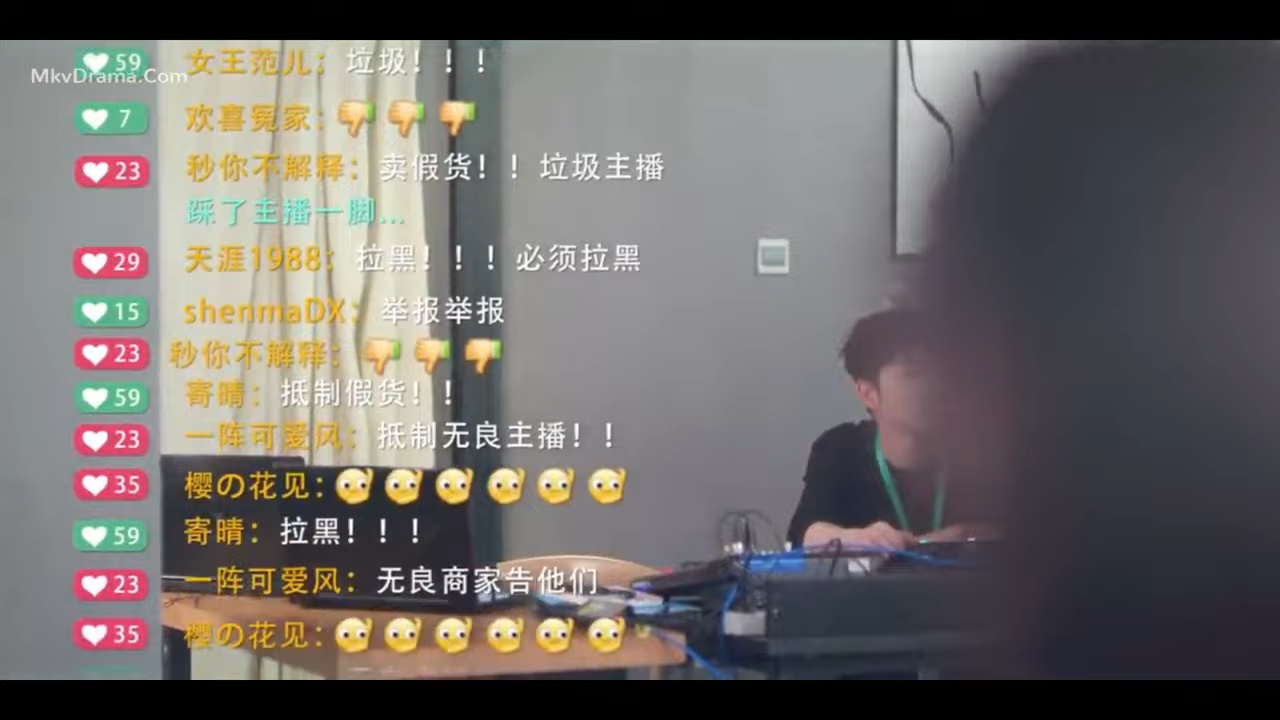 59 女王范儿：垃圾！！！
MkvDrama.Com
7 欢喜冤家：
23 秒你不解释：卖假货！！垃圾主播
踩了主播一脚...
29 天涯1988：拉黑！！！必须拉黑
15 shenmaDX：举报举报
23 秒你不解释：
59 寄晴：抵制假货！！
23 一阵可爱风：抵制无良主播！！
35 樱の花见：
59 寄晴：拉黑！！！
23 一阵可爱风：无良商家告他们
35 樱の花见：